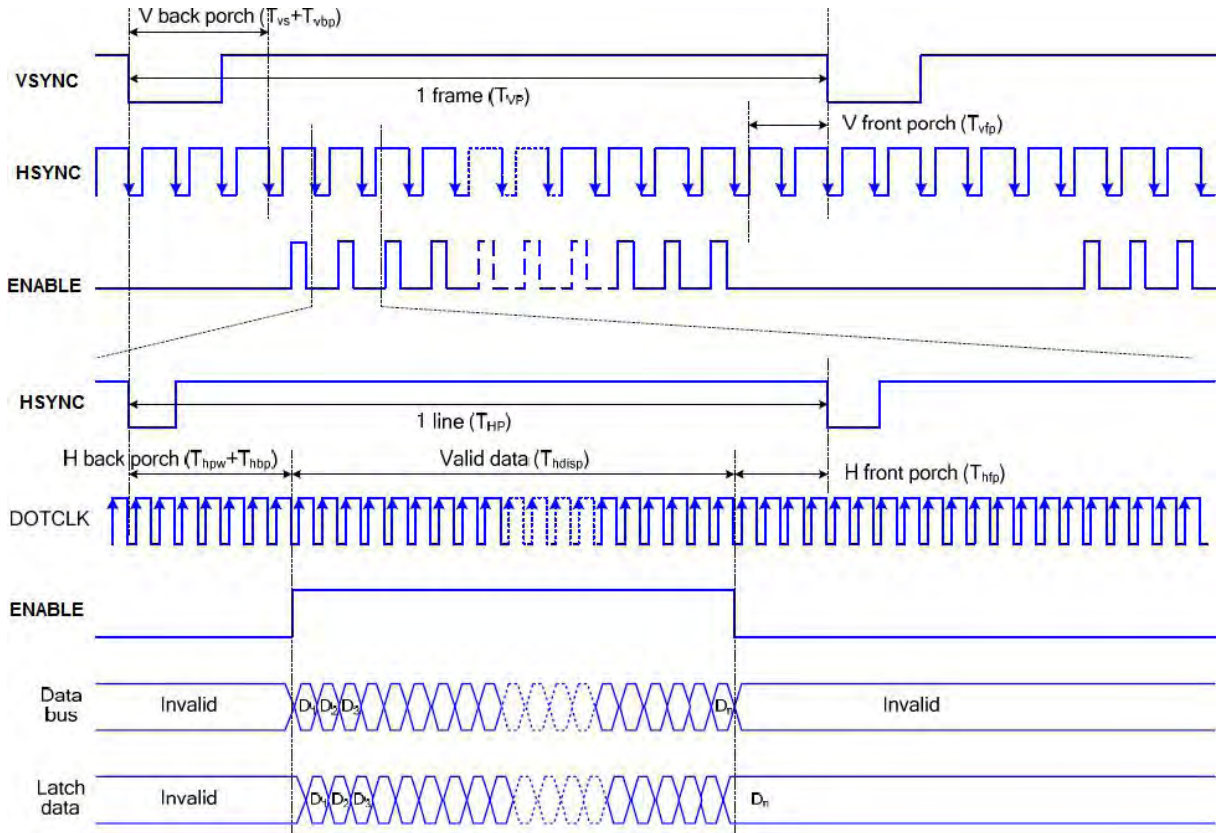 V back porch (Tvs+Tvbp)
VSYNC
1 frame (TVP)
V front porch (Tvfp)
HSYNC
ENABLE
HSYNC
1 line (THP)
H back porch (Thpw+Thbp)
Valid data (Thdisp)
H front porch (Thfp)
DOTCLK
ENABLE
Data
bus
Invalid
D1 D2 D3
Dn
Invalid
Latch
data
Invalid
D1 D2 D3
Dn